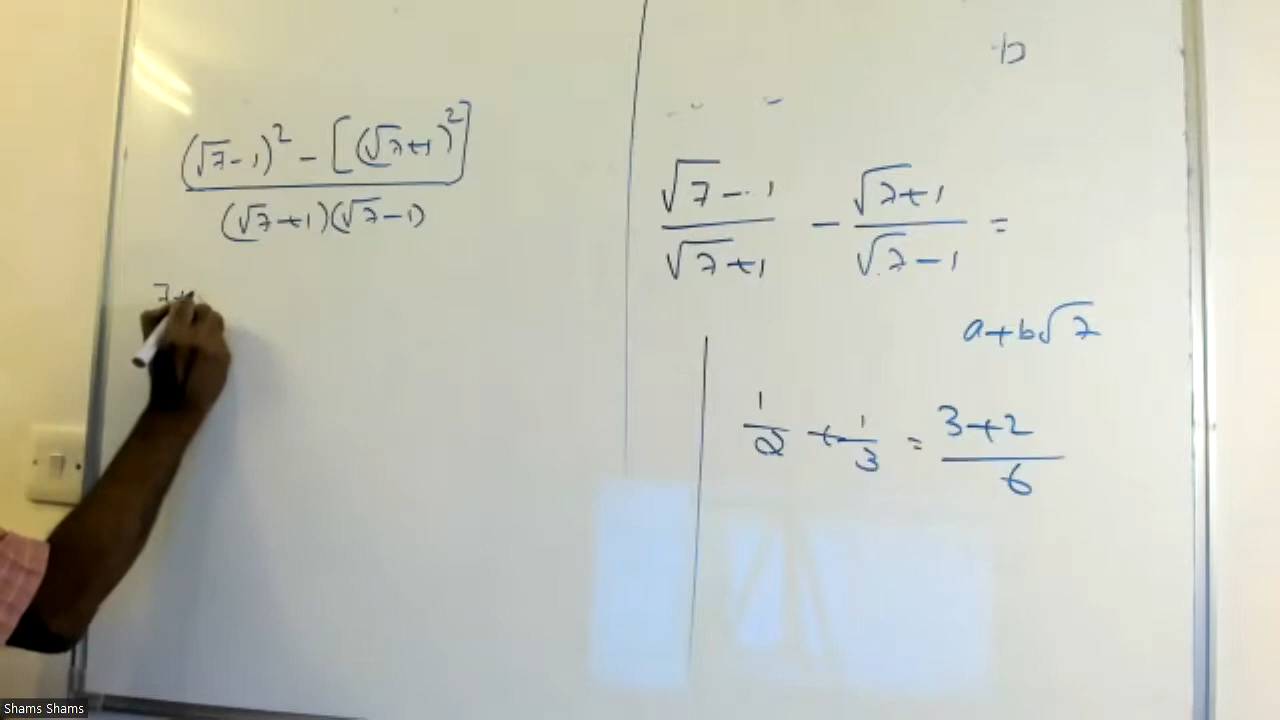 (√7-1)² - [(√7+1)²]
(√7+1)(√7-1)
7+
b
√7-1 / √7+1 - √7+1 / √7-1 =
a+b√7
1/2 + 1/3 = 3+2 / 6
Shams Shams